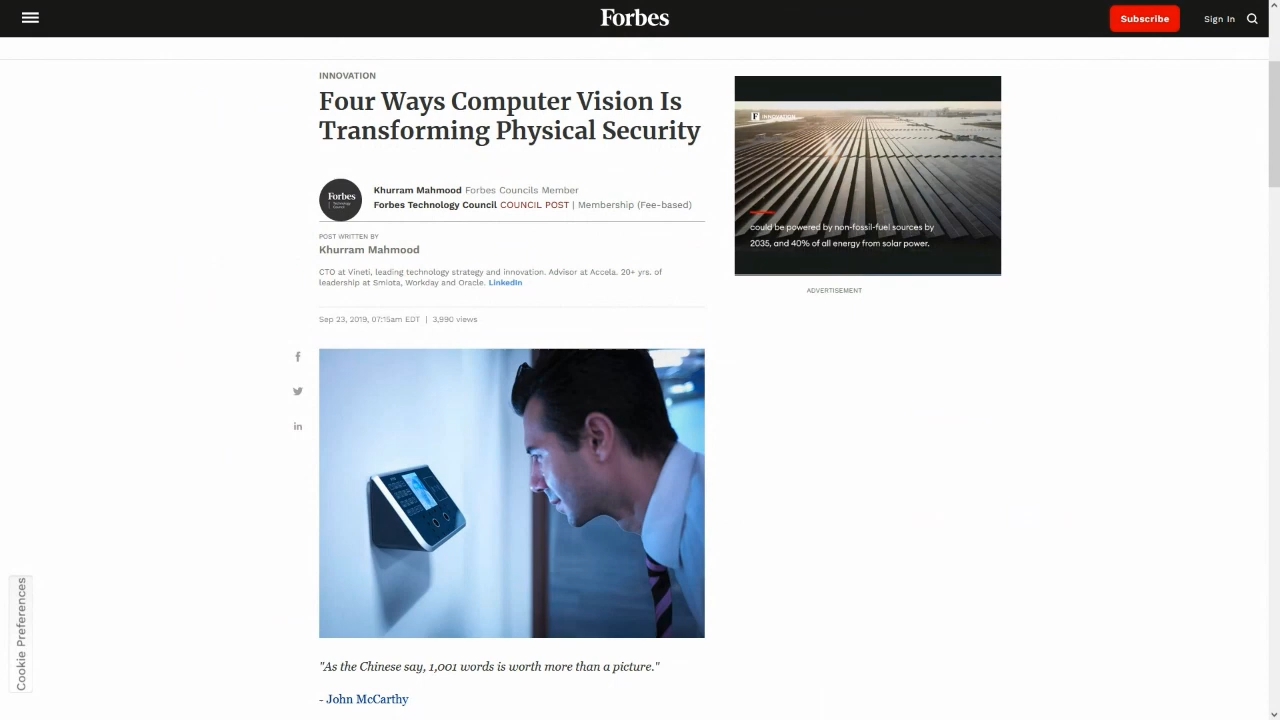 Forbes
Subscribe
Sign In
INNOVATION
Four Ways Computer Vision Is
Transforming Physical Security
Forbes
Technology
Council
Khurram Mahmood Forbes Councils Member
Forbes Technology Council COUNCIL POST | Membership (Fee-based)
POST WRITTEN BY
Khurram Mahmood
CTO at Vineti, leading technology strategy and innovation. Advisor at Accela. 20+ yrs. of
leadership at Smiota, Workday and Oracle. LinkedIn
Sep 23, 2019, 07:15am EDT | 3,990 views
F INNOVATION
could be powered by non-fossil-fuel sources by
2035, and 40% of all energy from solar power.
ADVERTISEMENT
"As the Chinese say, 1,001 words is worth more than a picture."
- John McCarthy
Cookie Preferences